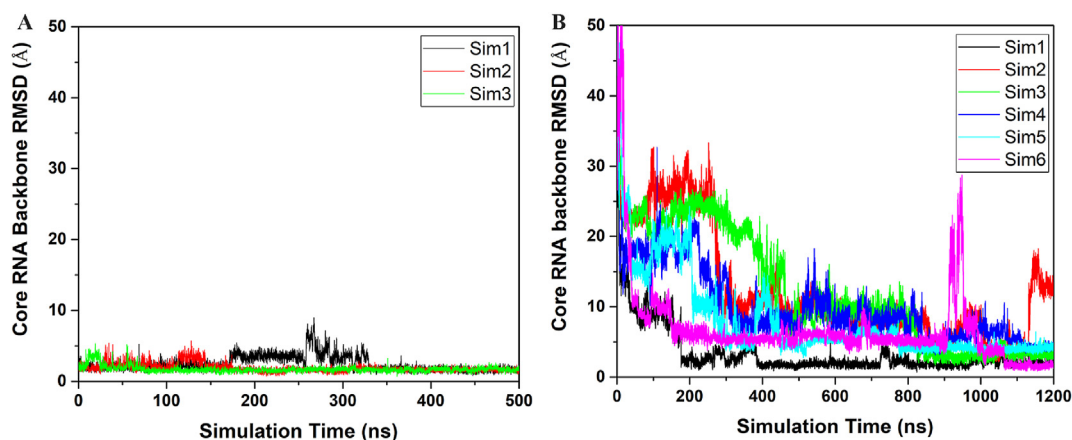 A
Core RNA Backbone RMSD (Å)
50
40
30
20
10
0
Sim1
Sim2
Sim3
0
100
200
300
400
500
Simulation Time (ns)
B
Core RNA backbone RMSD (Å)
50
40
30
20
10
0
Sim1
Sim2
Sim3
Sim4
Sim5
Sim6
0
200
400
600
800
1000
1200
Simulation Time (ns)